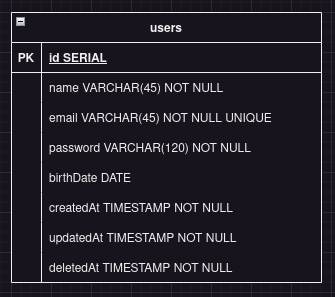 users
PK id SERIAL
name VARCHAR(45) NOT NULL
email VARCHAR(45) NOT NULL UNIQUE
password VARCHAR(120) NOT NULL
birthDate DATE
createdAt TIMESTAMP NOT NULL
updatedAt TIMESTAMP NOT NULL
deletedAt TIMESTAMP NOT NULL